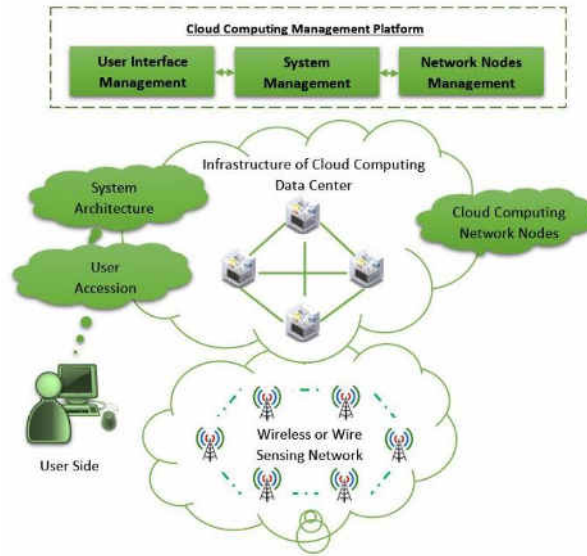 Cloud Computing Management Platform
User Interface
Management
System
Management
Network Nodes
Management
Infrastructure of Cloud Computing
Data Center
System
Architecture
Cloud Computing
Network Nodes
User
Accession
Wireless or Wire
Sensing Network
User Side